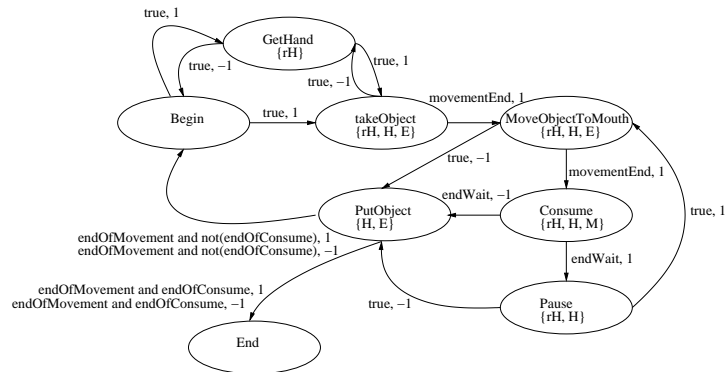 true, 1
GetHand
{rH}
true, −1
true, −1
true, 1
Begin
true, 1
takeObject
{rH, H, E}
movementEnd, 1
MoveObjectToMouth
{rH, H, E}
true, −1
movementEnd, 1
endWait, −1
PutObject
{H, E}
Consume
{rH, H, M}
true, 1
endOfMovement and not(endOfConsume), 1
endOfMovement and not(endOfConsume), −1
endWait, 1
endOfMovement and endOfConsume, 1
endOfMovement and endOfConsume, −1
true, −1
Pause
{rH, H}
End